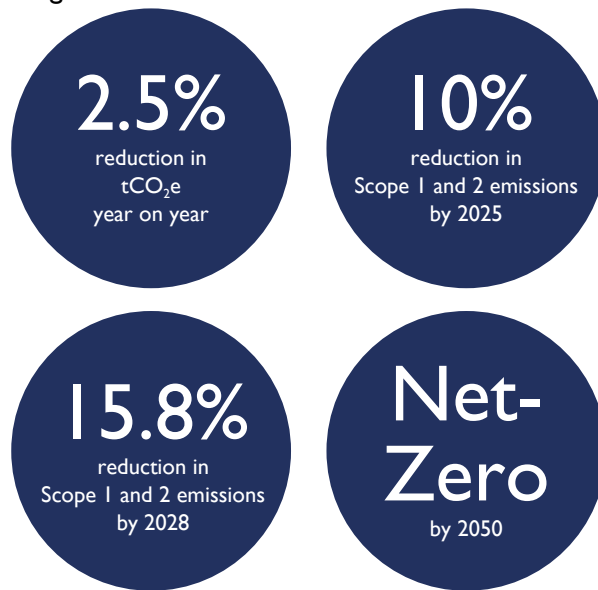 2.5%
reduction in
tCO₂e
year on year
10%
reduction in
Scope 1 and 2 emissions
by 2025
15.8%
reduction in
Scope 1 and 2 emissions
by 2028
Net-
Zero
by 2050